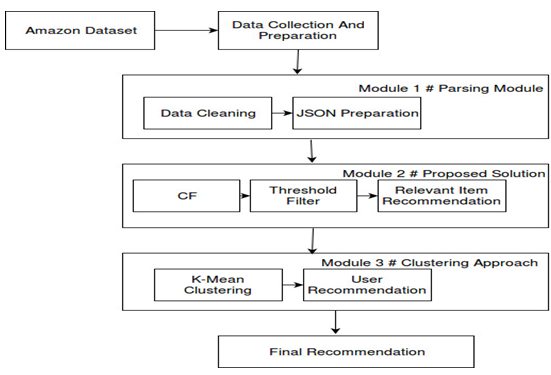 Amazon Dataset
Data Collection And
Preparation
Module 1 # Parsing Module
Data Cleaning
JSON Preparation
Module 2 # Proposed Solution
CF
Threshold
Filter
Relevant Item
Recommendation
Module 3 # Clustering Approach
K-Mean
Clustering
User
Recommendation
Final Recommendation